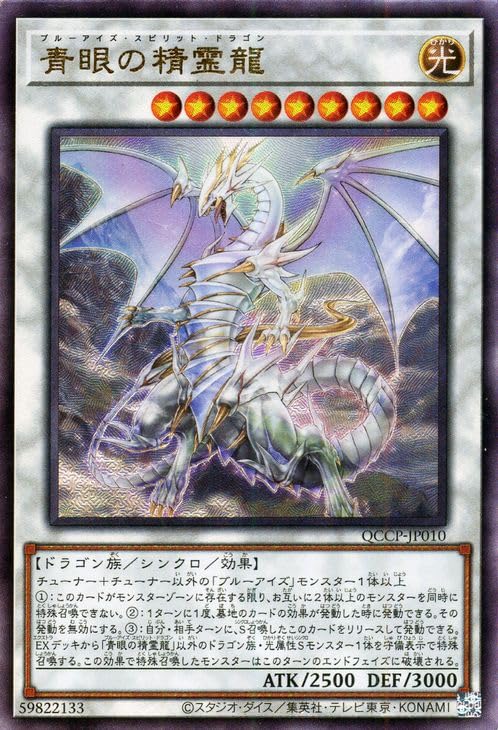 ブルーアイズ・スピリット・ドラゴン
青眼の精霊龍
ひかり
光
QCCP-JP010
【ドラゴン族／シンクロ／効果】
チューナー＋チューナー以外の「ブルーアイズ」モンスター1体以上
①：このカードがモンスターゾーンに存在する限り、お互いに2体以上のモンスターを同時に
特殊召喚できない。②：1ターンに1度、墓地のカードの効果が発動した時に発動できる。その
発動を無効にする。③：自分・相手ターンに、S召喚したこのカードをリリースして発動できる。
EXデッキから「青眼の精霊龍」以外のドラゴン族・光属性Sモンスター1体を守備表示で特殊
召喚する。この効果で特殊召喚したモンスターはこのターンのエンドフェイズに破壊される。
ATK/2500 DEF/3000
59822133
©スタジオ・ダイス／集英社・テレビ東京・KONAMI